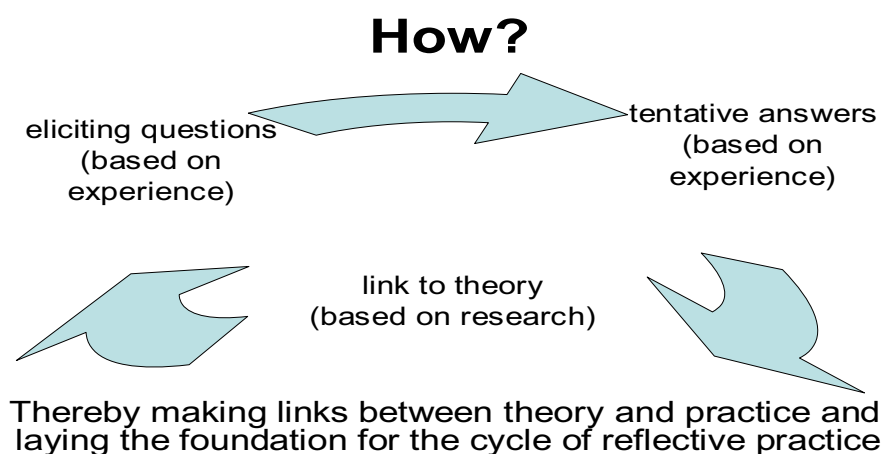 How?
eliciting questions
(based on
experience)
tentative answers
(based on
experience)
link to theory
(based on research)
Thereby making links between theory and practice and
laying the foundation for the cycle of reflective practice